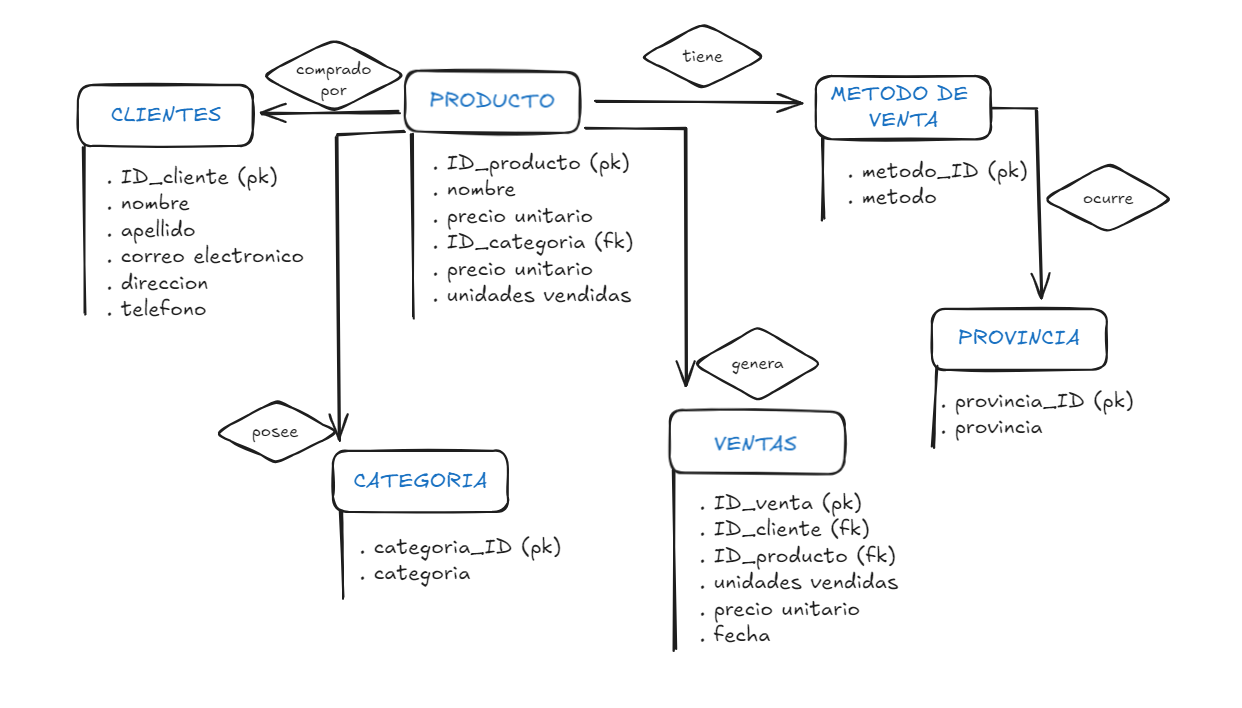 comprado
por
CLIENTES
. ID_cliente (pk)
. nombre
. apellido
. correo electronico
. direccion
. telefono
PRODUCTO
. ID_producto (pk)
. nombre
. precio unitario
. ID_categoria (fk)
. precio unitario
. unidades vendidas
tiene
METODO DE
VENTA
. metodo_ID (pk)
. metodo
ocurre
PROVINCIA
. provincia_ID (pk)
. provincia
posee
CATEGORIA
. categoria_ID (pk)
. categoria
genera
VENTAS
. ID_venta (pk)
. ID_cliente (fk)
. ID_producto (fk)
. unidades vendidas
. precio unitario
. fecha